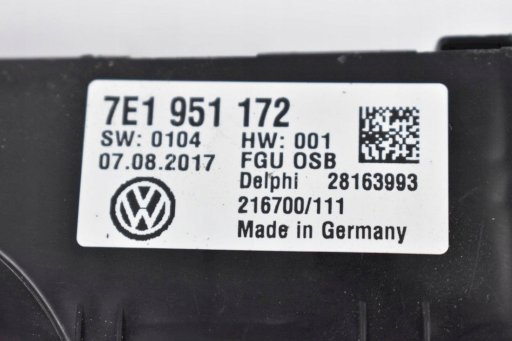 7E1 951 172
SW: 0104 HW: 001
07.08.2017 FGU OSB
Delphi 28163993
216700/111
Made in Germany